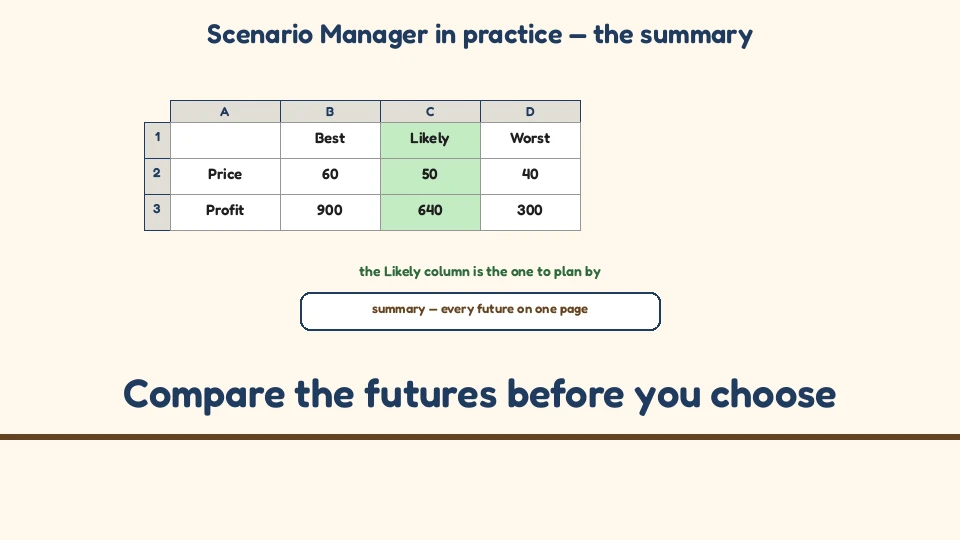 Scenario Manager in practice — the summary
A B C D
1 Best Likely Worst
2 Price 60 50 40
3 Profit 900 640 300
the Likely column is the one to plan by
summary — every future on one page
Compare the futures before you choose